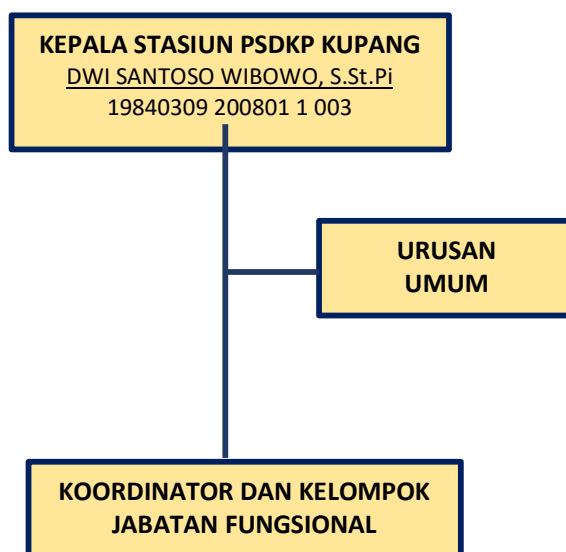 KEPALA STASIUN PSDKP KUPANG
DWI SANTOSO WIBOWO, S.St.Pi
19840309 200801 1 003
URUSAN
UMUM
KOORDINATOR DAN KELOMPOK
JABATAN FUNGSIONAL